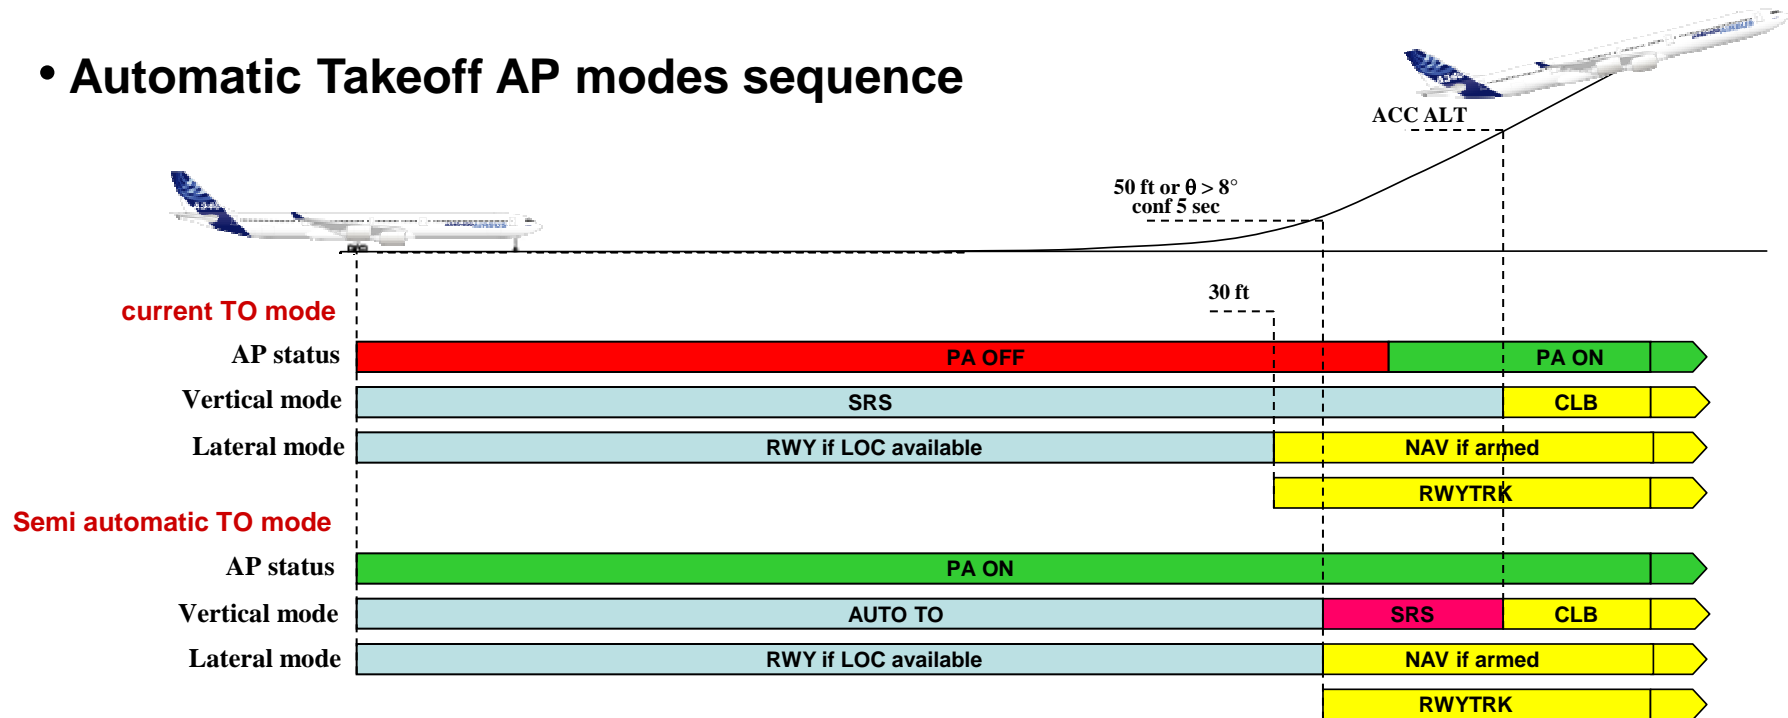 • Automatic Takeoff AP modes sequence
ACC ALT
50 ft or θ > 8°
conf 5 sec
30 ft
current TO mode
AP status PA OFF PA ON
Vertical mode SRS CLB
Lateral mode RWY if LOC available NAV if armed
RWYTRK
Semi automatic TO mode
AP status PA ON
Vertical mode AUTO TO SRS CLB
Lateral mode RWY if LOC available NAV if armed
RWYTRK